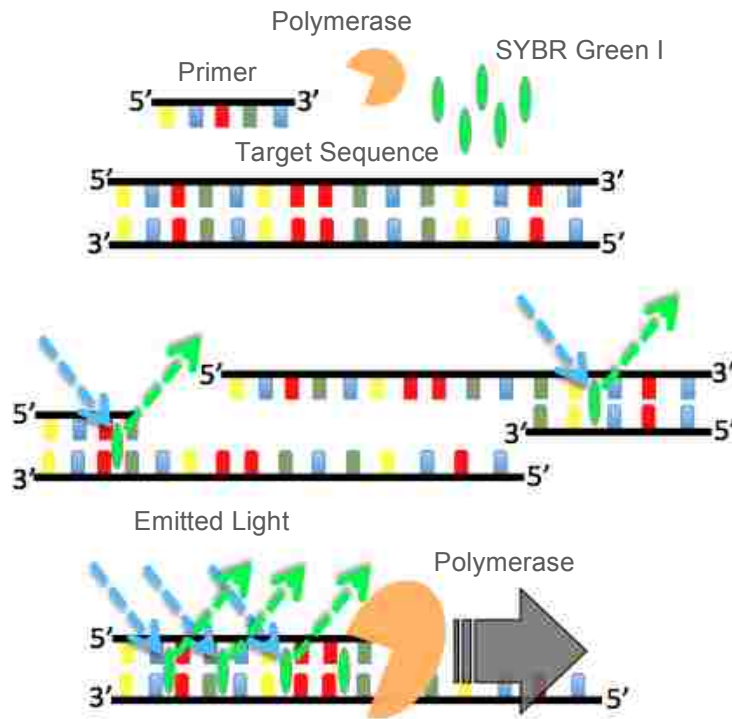 Polymerase
SYBR Green I
Primer
5’ 3’
Target Sequence
5’ 3’
3’ 5’
5’ 3’
5’
3’ 5’
3’ 5’
Emitted Light
Polymerase
5’
3’ 5’